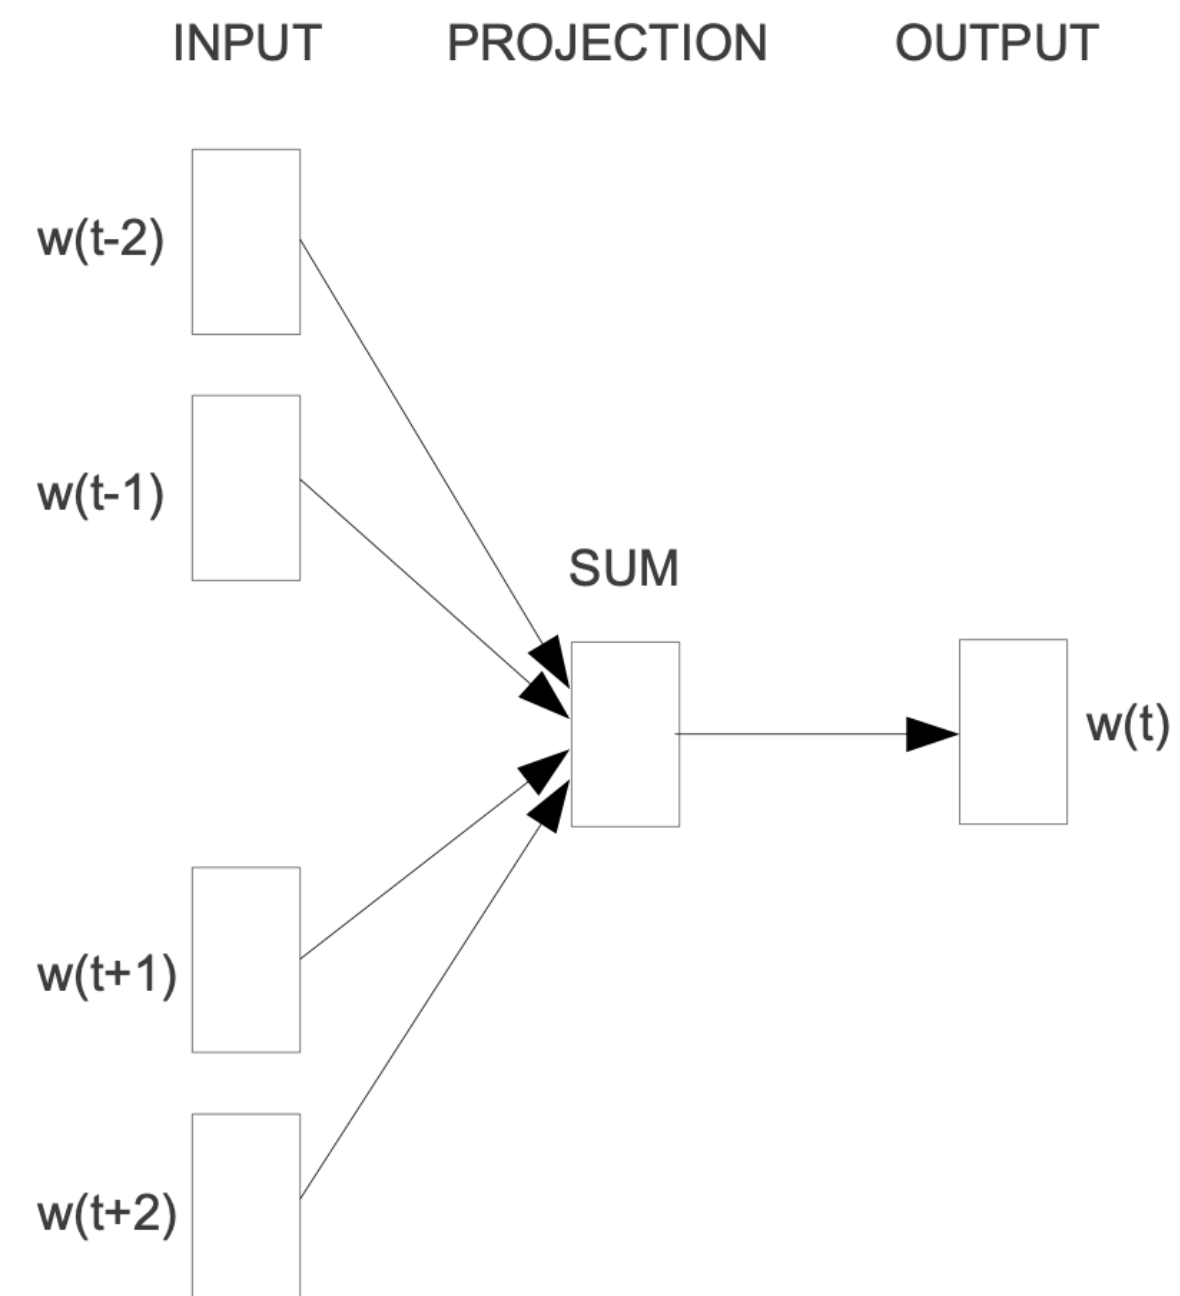 INPUT PROJECTION OUTPUT
w(t-2)
w(t-1)
SUM
w(t)
w(t+1)
w(t+2)